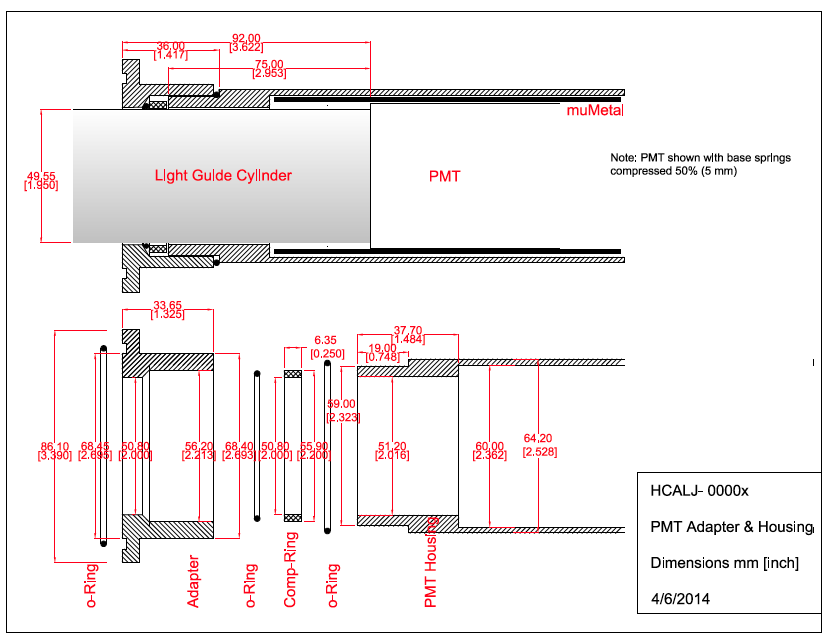 92.00
[3.622]
36.00
[1.417]
75.00
[2.953]
muMetal
49.55
[1.950]
Light Guide Cylinder
PMT
Note: PMT shown with base springs
compressed 50% (5 mm)
33.65
[1.325]
6.35
[0.250]
37.70
[1.484]
19.00
[0.748]
59.00
[2.323]
86.10
[3.390]
68.45
[2.695]
50.80
[2.000]
56.20
[2.213]
68.40
[2.693]
50.80
[2.000]
55.90
[2.200]
51.20
[2.016]
60.00
[2.362]
64.20
[2.528]
o-Ring
Adapter
o-Ring
Comp-Ring
o-Ring
PMT Housing
HCALJ- 0000x
PMT Adapter & Housing
Dimensions mm [inch]
4/6/2014